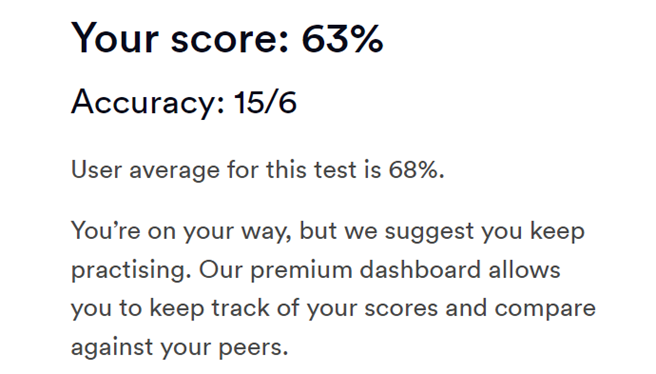 Your score: 63%
Accuracy: 15/6
User average for this test is 68%.
You’re on your way, but we suggest you keep
practising. Our premium dashboard allows
you to keep track of your scores and compare
against your peers.